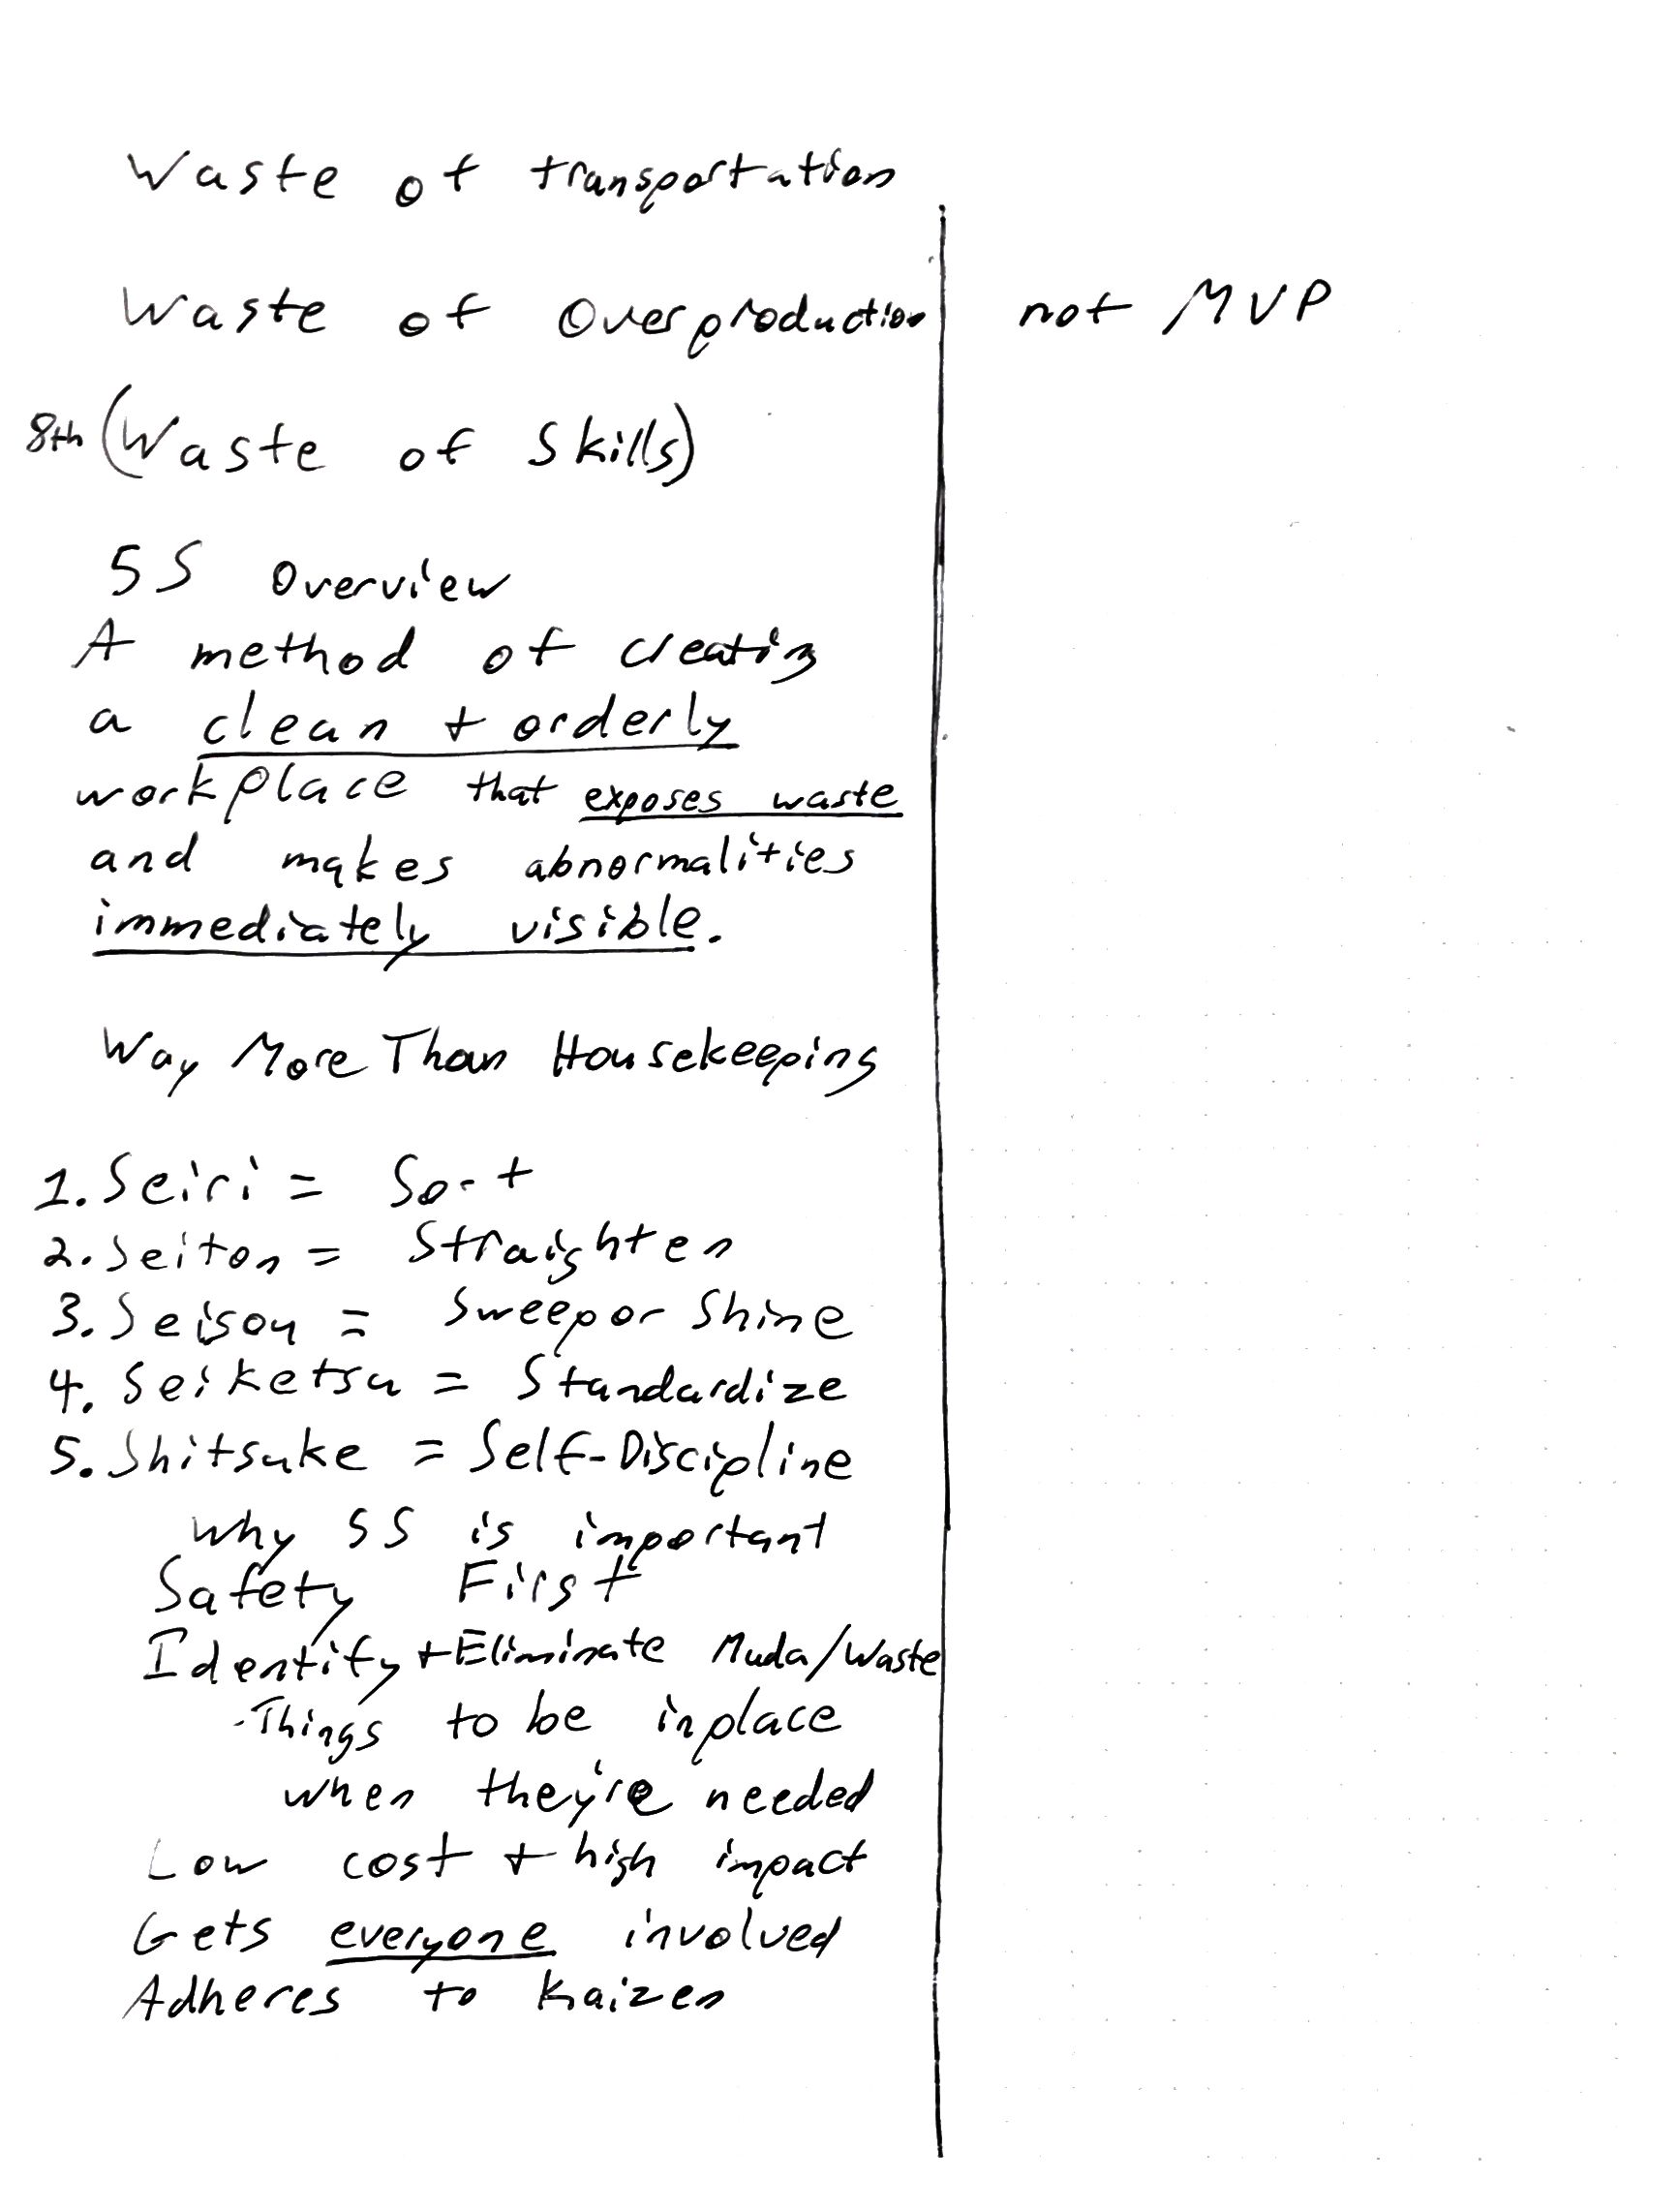 Waste of transportation
Waste of Overproduction not MVP
8th (Waste of Skills)
5S Overview
A method of creating
a clean + orderly
workplace that exposes waste
and makes abnormalities
immediately visible.
Way More Than Housekeeping
1. Seiri = Sort
2. Seiton = Straighten
3. Seisou = Sweep or Shine
4. Seiketsu = Standardize
5. Shitsuke = Self-Discipline
Why 5S is important
Safety First
Identify + Eliminate Muda/Waste
-Things to be inplace
when they're needed
Low cost + high impact
Gets everyone involved
Adheres to Kaizen